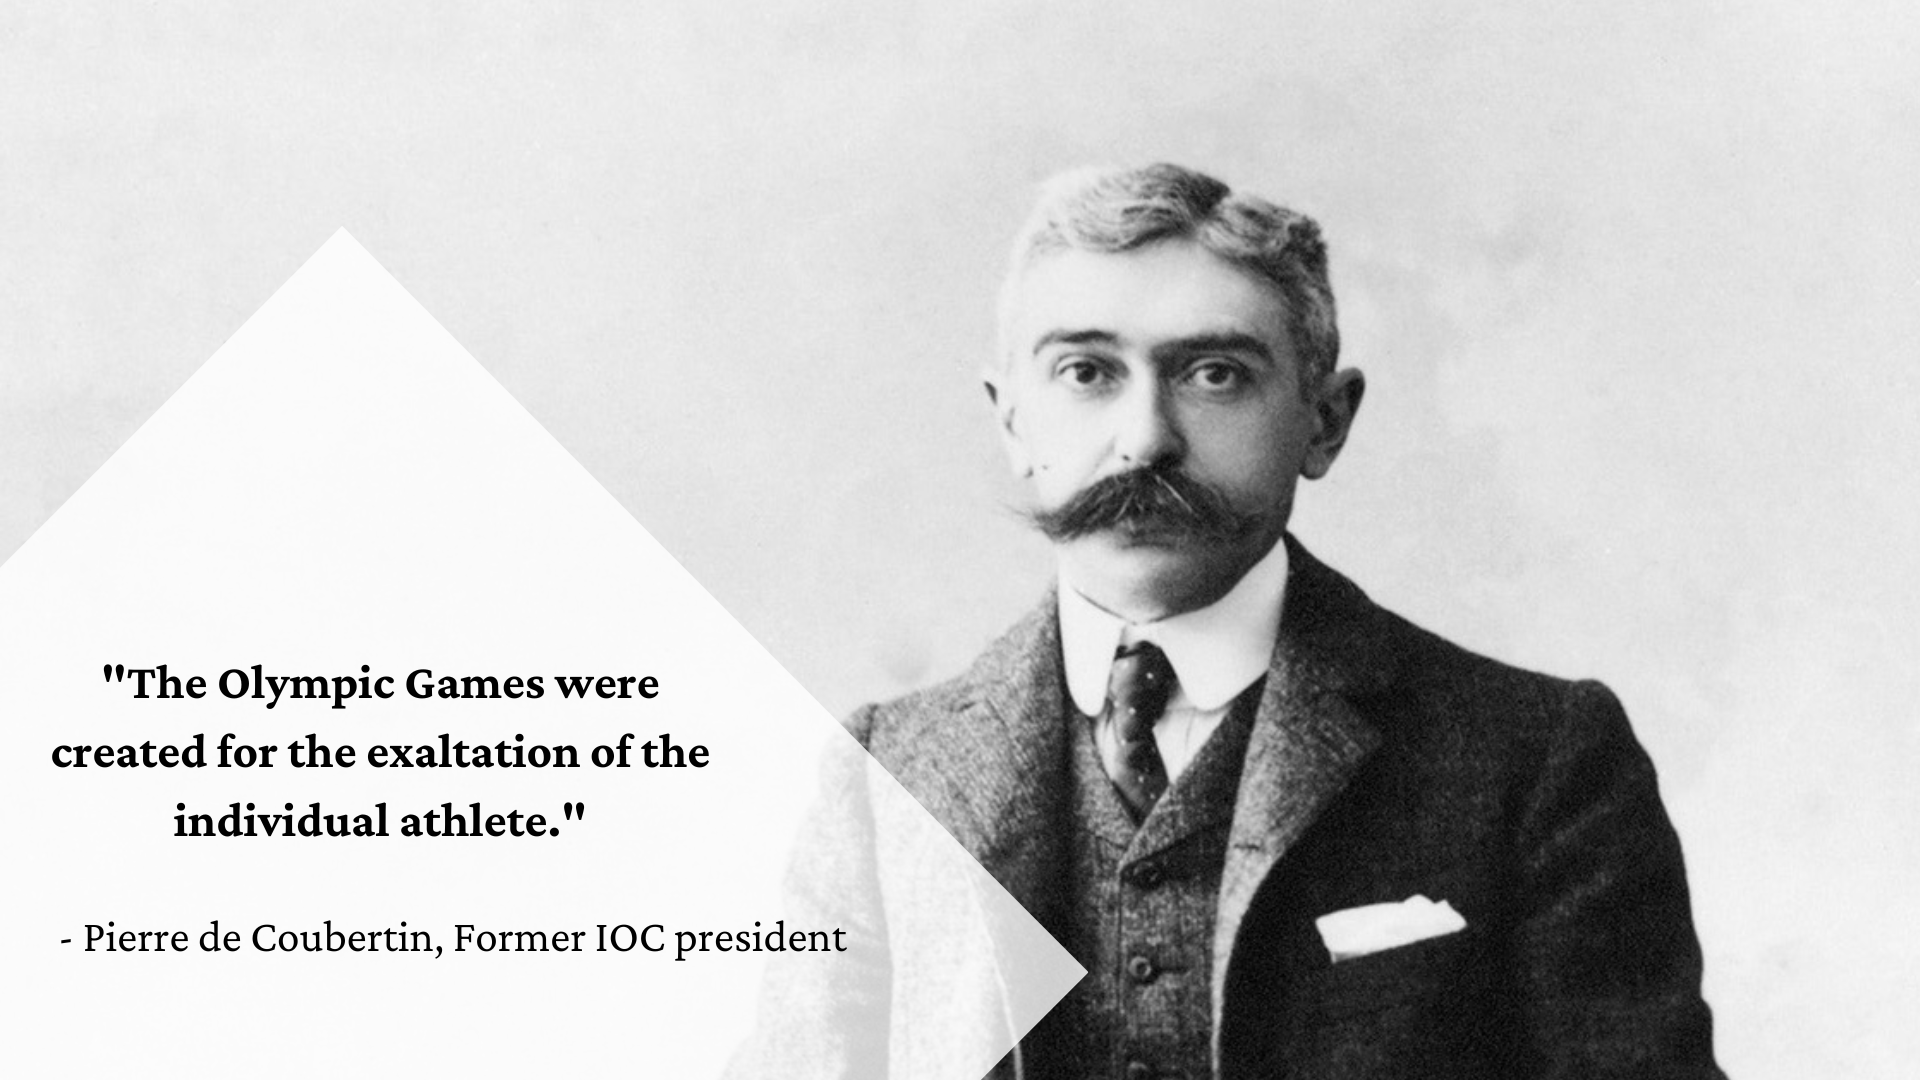 "The Olympic Games were
created for the exaltation of the
individual athlete."
- Pierre de Coubertin, Former IOC president